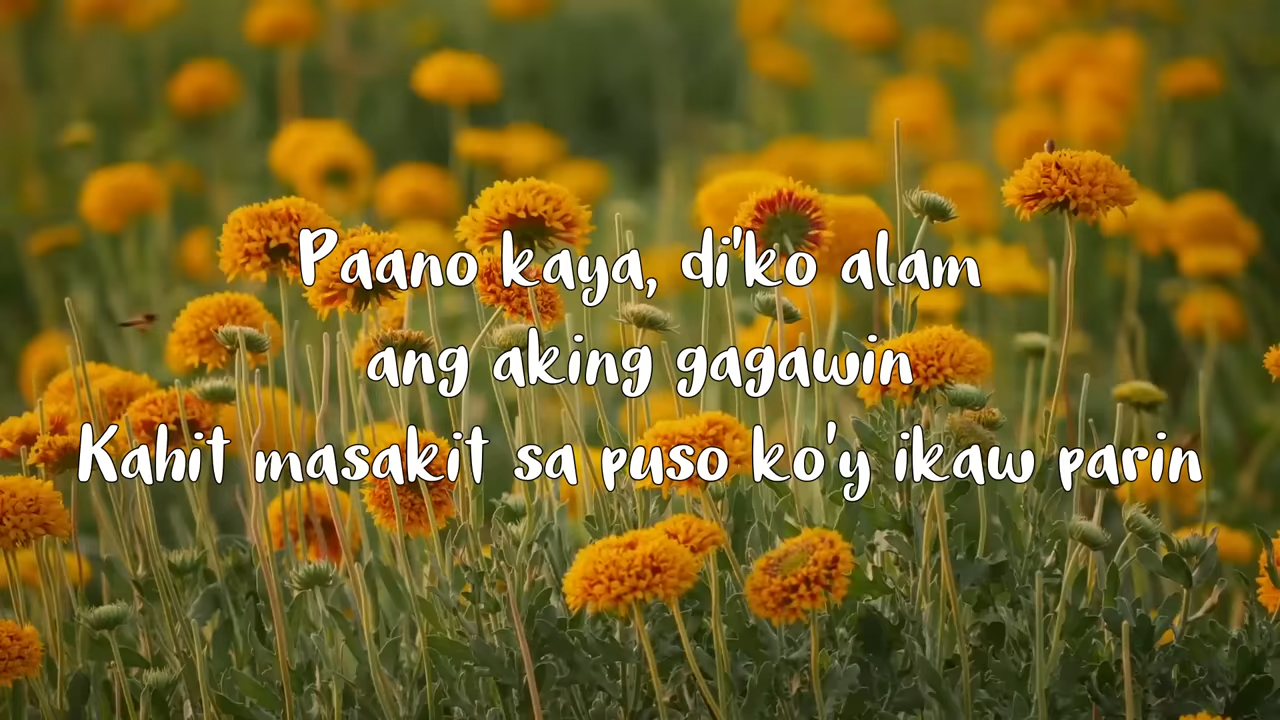 Paano kaya, di'ko alam
ang aking gagawin
Kahit masakit sa puso ko'y ikaw parin